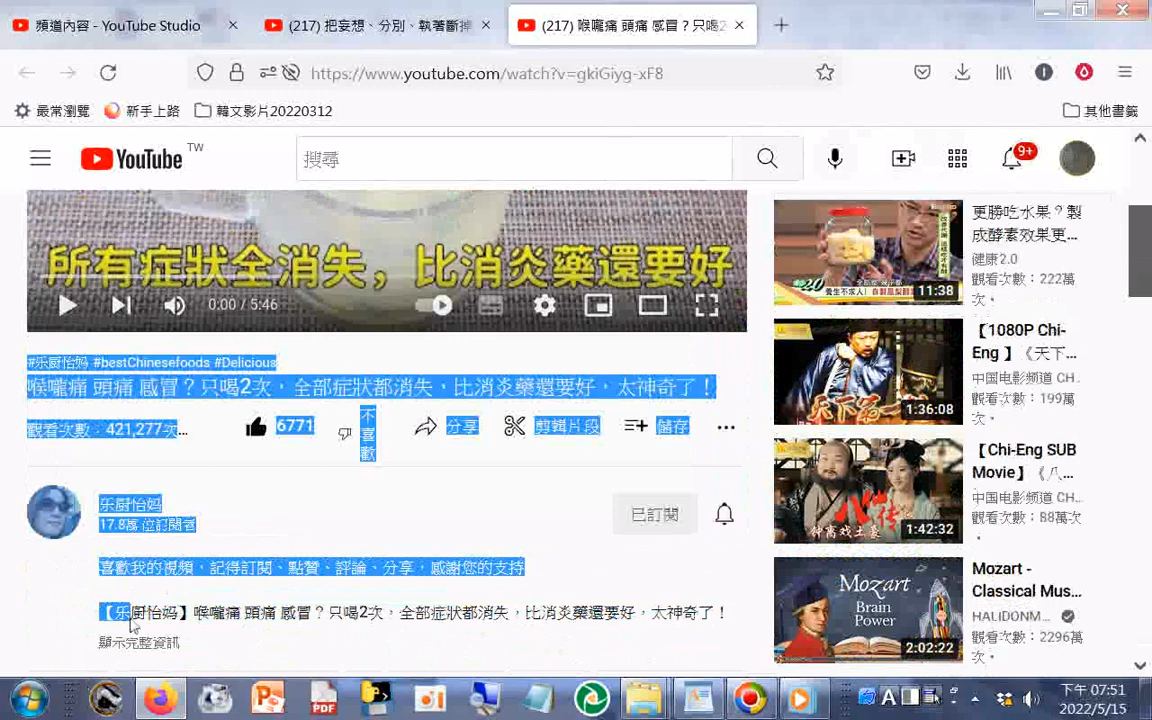 頻道內容 - YouTube Studio
(217) 把妄想、分別、執著斷掉
(217) 喉嚨痛 頭痛 感冒？只喝2
https://www.youtube.com/watch?v=gkiGiyg-xF8
最常瀏覽
新手上路
韓文影片20220312
其他書籤
YouTube
TW
搜尋
9+
所有症狀全消失，比消炎藥還要好
0:00 / 5:46
#乐厨怡妈 #bestChinesefoods #Delicious
喉嚨痛 頭痛 感冒？只喝2次，全部症狀都消失，比消炎藥還要好，太神奇了！
觀看次數：421,277次...
6771
不喜歡
分享
剪輯片段
儲存
乐厨怡妈
17.8萬 位訂閱者
已訂閱
喜歡我的視頻，記得訂閱、點贊、評論、分享，感謝您的支持
【乐厨怡妈】喉嚨痛 頭痛 感冒？只喝2次，全部症狀都消失，比消炎藥還要好，太神奇了！
顯示完整資訊
更勝吃水果？製
成酵素效果更...
健康2.0
觀看次數：222萬
次・
11:38
【1080P Chi-
Eng 】《天下...
中国电影频道 CH...
觀看次數：199萬
次・
天下第一
1:36:08
【Chi-Eng SUB
Movie】《八...
中国电影频道 CH...
觀看次數：88萬次
・
钟离戏土豪
1:42:32
Mozart -
Classical Mus...
HALIDONM...
觀看次數：2296萬
次・
Mozart
Brain
Power
2:02:22
PDF
A
下午 07:51
2022/5/15